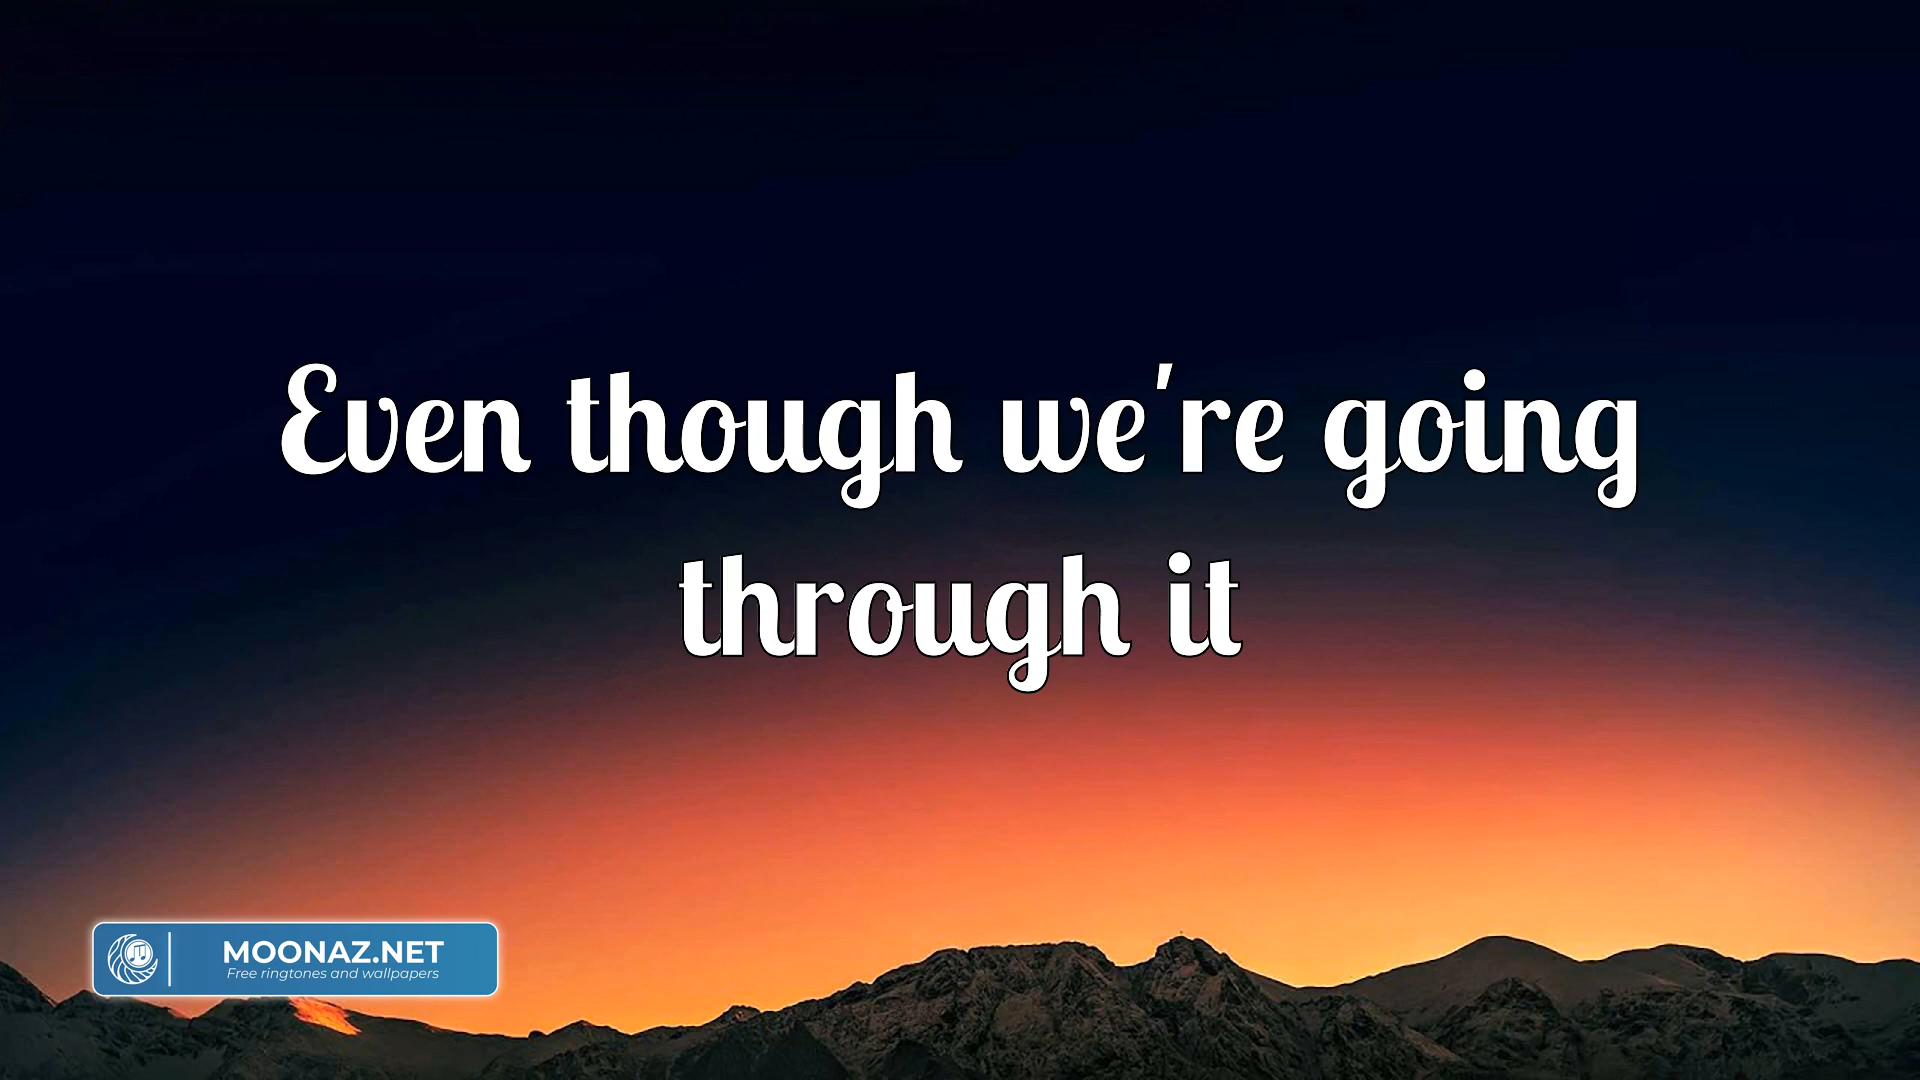 Even though we're going
through it
MOONAZ.NET
Free ringtones and wallpapers